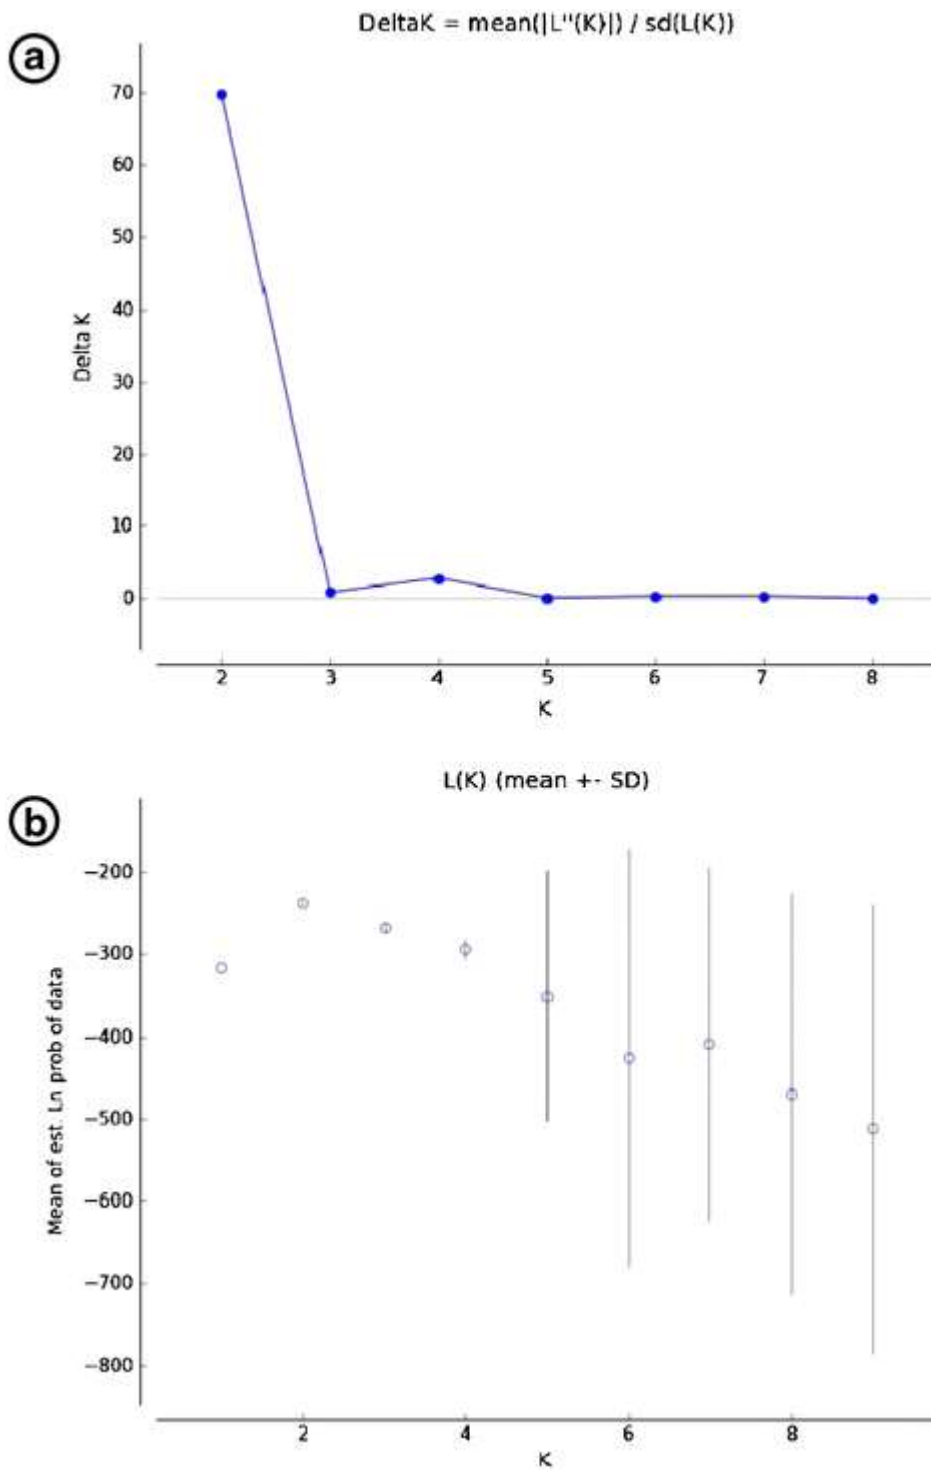 DeltaK = mean(|L''(K)|) / sd(L(K))
a
70
60
50
40
30
20
10
0
Delta K
2 3 4 5 6 7 8
K
L(K) (mean +- SD)
b
−200
−300
−400
−500
−600
−700
−800
Mean of est. Ln prob of data
2 4 6 8
K